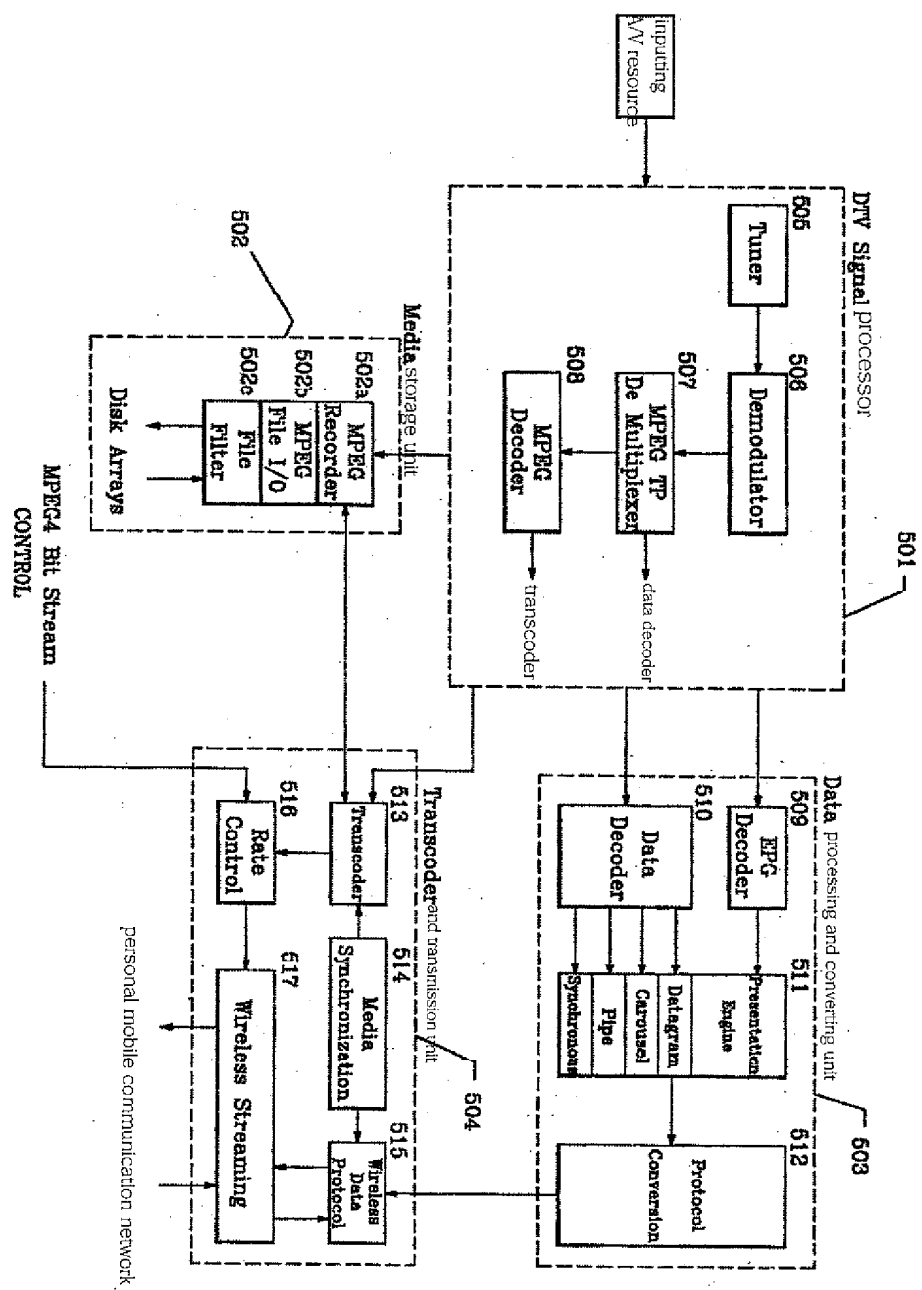 inputting
A/V resource
DTV Signal processor
505
Tuner
506
Demodulator
507
MPEG TP
De Multiplexer
508
MPEG
Decoder
data decoder
transcoder
501
Media storage unit
502
502a
MPEG
Recorder
502b
MPEG
File I/O
502c
File
Filter
Disk Arrays
Data processing and converting unit
509
EPG
Decoder
510
Data
Decoder
511
Presentation
Engine
Datagram
Carousel
Pipe
Synchronous
512
Protocol
Conversion
503
Transcoder and transmission unit
513
Transcoder
514
Media
Synchronization
515
Wireless
Data
Protocol
516
Rate
Control
517
Wireless Streaming
504
MPEG4 Bit Stream
CONTROL
personal mobile communication network